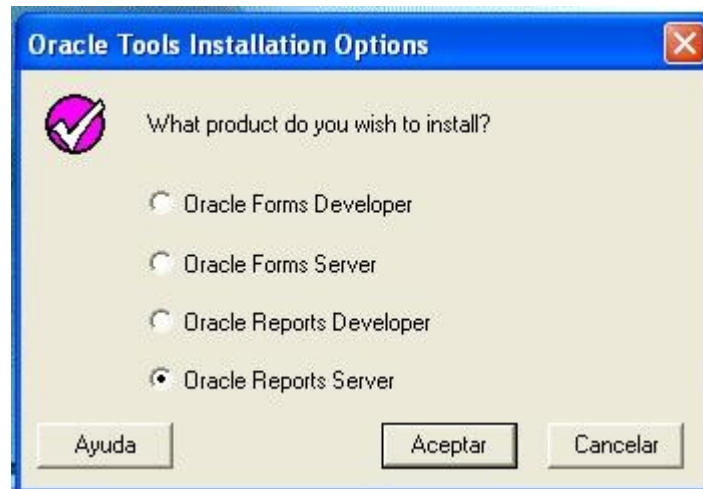 Oracle Tools Installation Options
What product do you wish to install?
Oracle Forms Developer
Oracle Forms Server
Oracle Reports Developer
Oracle Reports Server
Ayuda Aceptar Cancelar